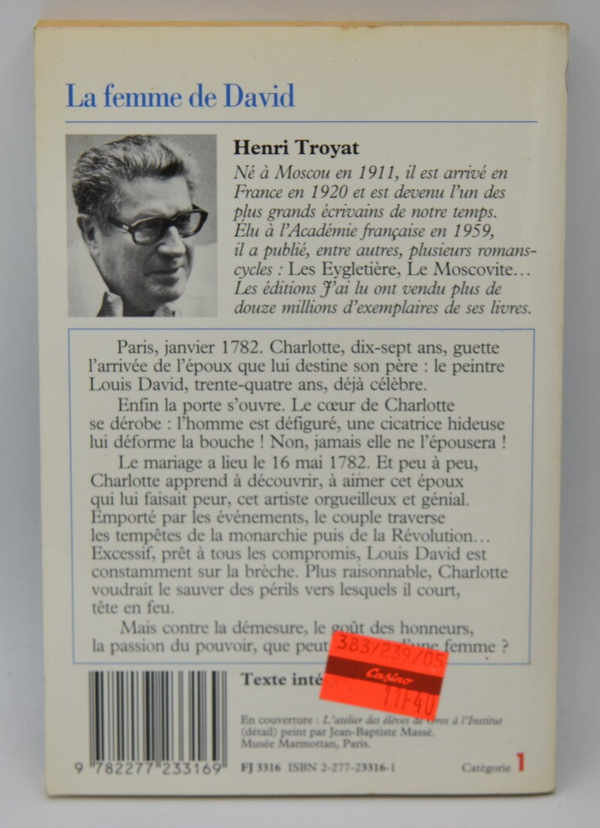 La femme de David
Henri Troyat
Né à Moscou en 1911, il est arrivé en
France en 1920 et est devenu l'un des
plus grands écrivains de notre temps.
Élu à l'Académie française en 1959,
il a publié, entre autres, plusieurs romans-
cycles : Les Eygletière, Le Moscovite...
Les éditions J'ai lu ont vendu plus de
douze millions d'exemplaires de ses livres.
Paris, janvier 1782. Charlotte, dix-sept ans, guette
l'arrivée de l'époux que lui destine son père : le peintre
Louis David, trente-quatre ans, déjà célèbre.
Enfin la porte s'ouvre. Le cœur de Charlotte
se dérobe : l'homme est défiguré, une cicatrice hideuse
lui déforme la bouche ! Non, jamais elle ne l'épousera !
Le mariage a lieu le 16 mai 1782. Et peu à peu,
Charlotte apprend à découvrir, à aimer cet époux
qui lui faisait peur, cet artiste orgueilleux et génial.
Emporté par les événements, le couple traverse
les tempêtes de la monarchie puis de la Révolution...
Excessif, prêt à tous les compromis, Louis David est
constamment sur la brèche. Plus raisonnable, Charlotte
voudrait le sauver des périls vers lesquels il court,
tête en feu.
Mais contre la démesure, le goût des honneurs,
la passion du pouvoir, que peut d'une femme ?
383/239/05
Casino
11F40
Texte inté
En couverture : L'atelier des élèves de Gros à l'Institut
(détail) peint par Jean-Baptiste Massé.
Musée Marmottan, Paris.
9 782277 233169
FJ 3316 ISBN 2-277-23316-1
Catégorie 1